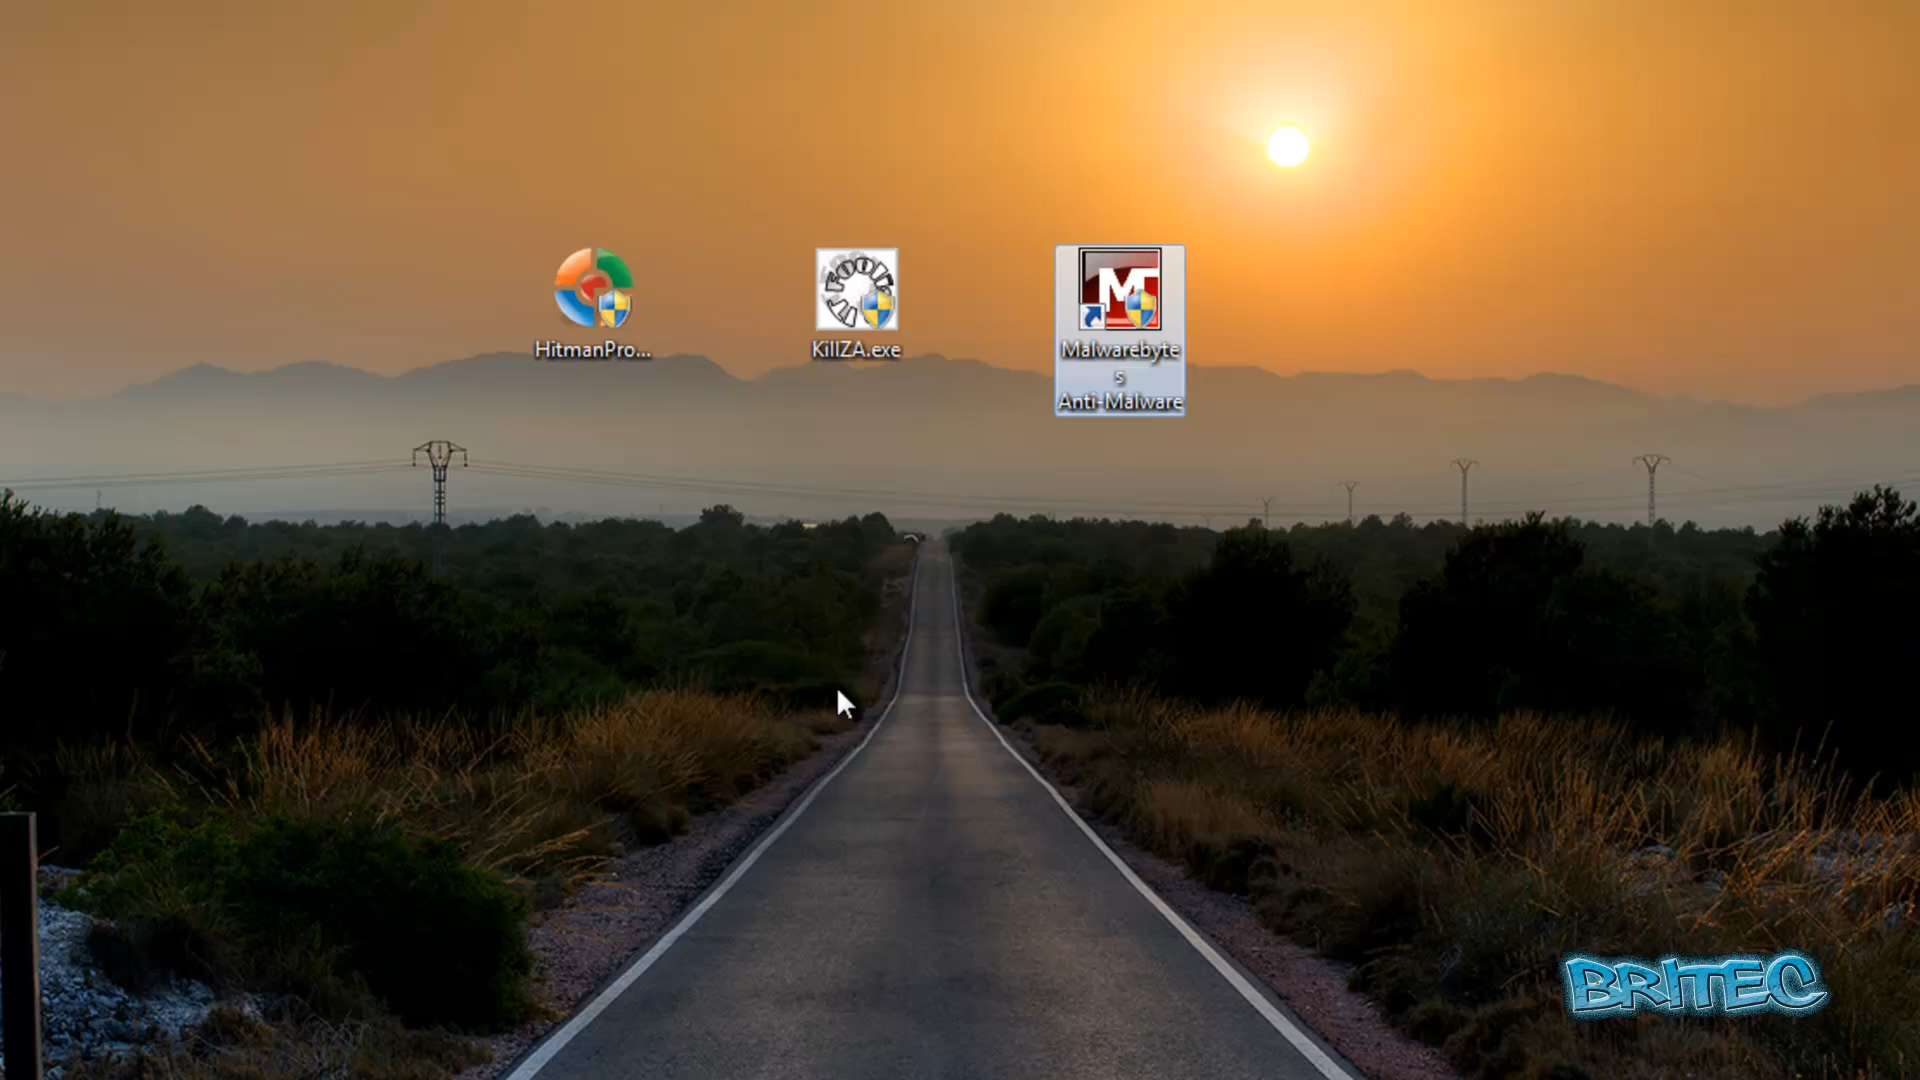 HitmanPro...
KillZA.exe
Malwarebyte
s
Anti-Malware
BRITEC